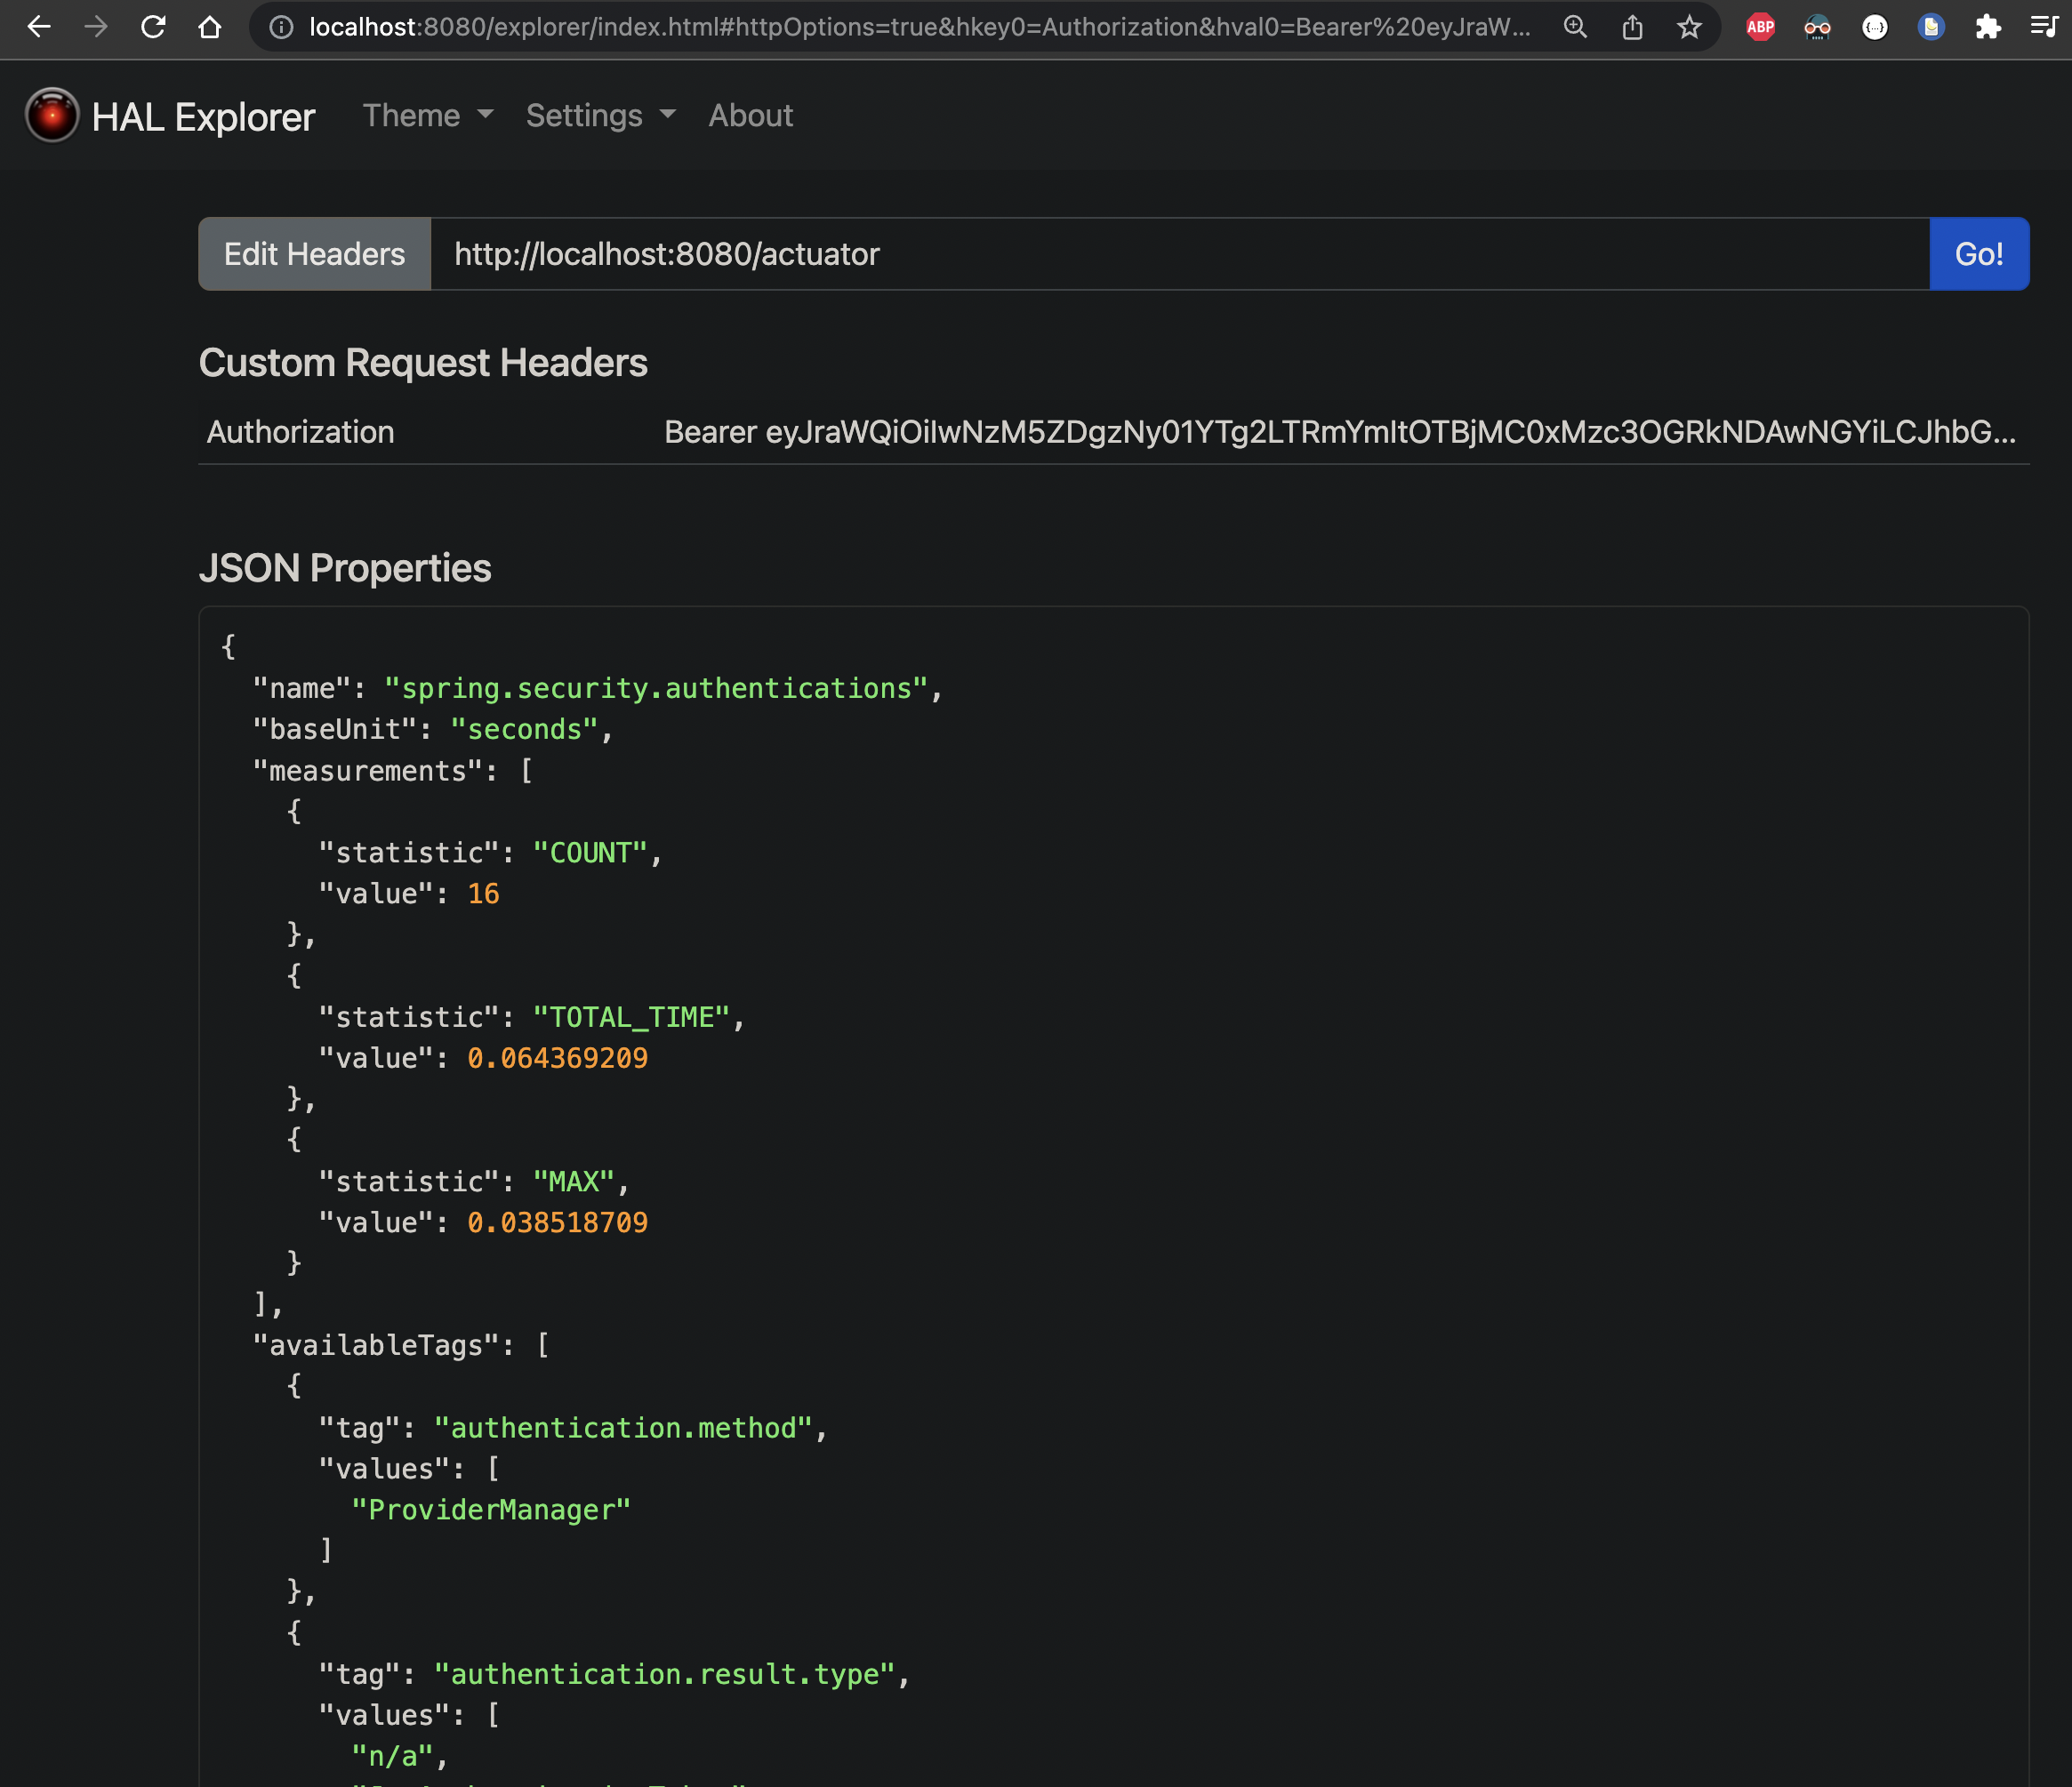 localhost:8080/explorer/index.html#httpOptions=true&hkey0=Authorization&hval0=Bearer%20eyJraW...
ABP
HAL Explorer Theme Settings About
Edit Headers http://localhost:8080/actuator Go!
Custom Request Headers
Authorization Bearer eyJraWQiOiIwNzM5ZDgzNy01YTg2LTRmYmItOTBjMC0xMzc3OGRkNDAwNGYiLCJhbG...
JSON Properties
{
"name": "spring.security.authentications",
"baseUnit": "seconds",
"measurements": [
{
"statistic": "COUNT",
"value": 16
},
{
"statistic": "TOTAL_TIME",
"value": 0.064369209
},
{
"statistic": "MAX",
"value": 0.038518709
}
],
"availableTags": [
{
"tag": "authentication.method",
"values": [
"ProviderManager"
]
},
{
"tag": "authentication.result.type",
"values": [
"n/a",